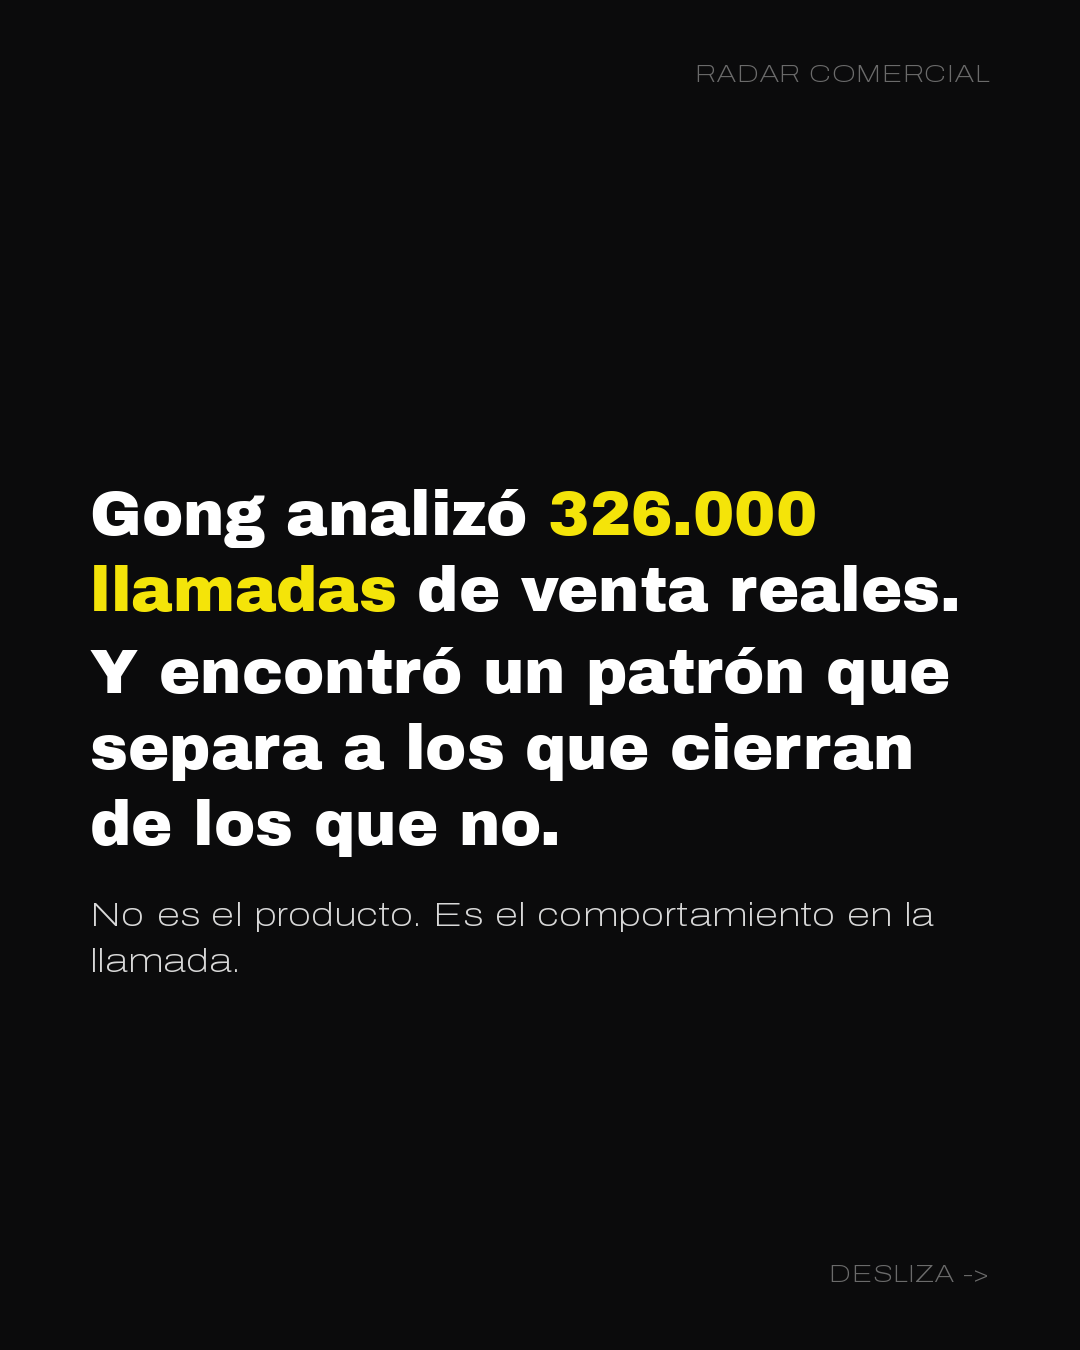 RADAR COMERCIAL
Gong analizó 326.000
llamadas de venta reales.
Y encontró un patrón que
separa a los que cierran
de los que no.
No es el producto. Es el comportamiento en la
llamada.
DESLIZA ->